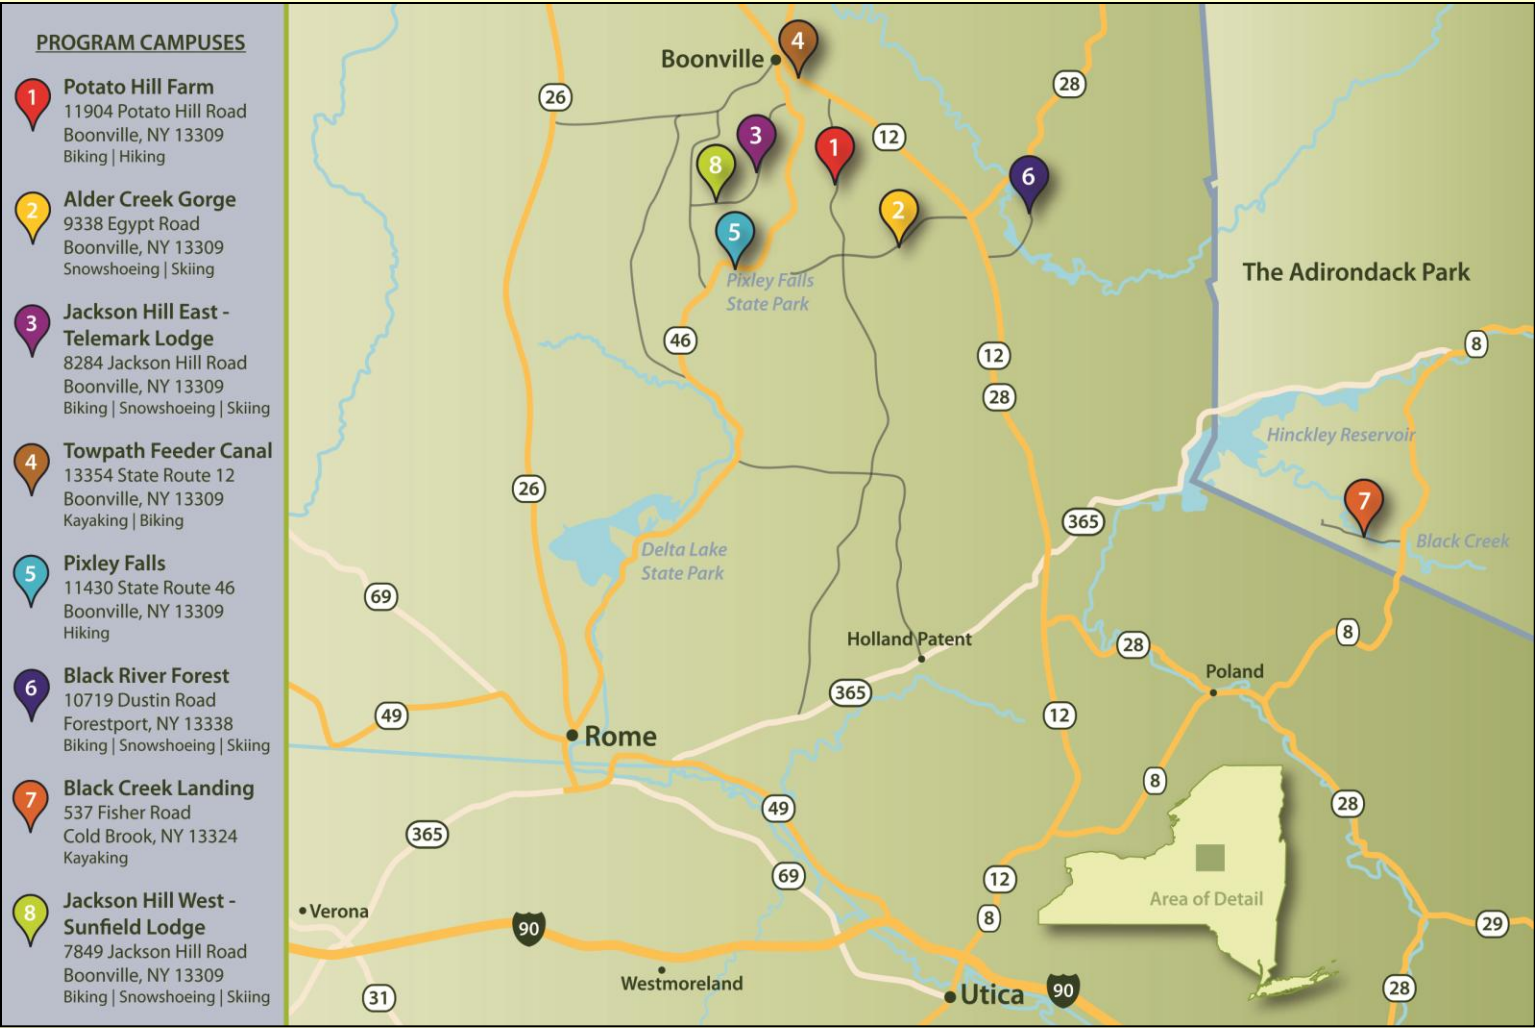 PROGRAM CAMPUSES
1
Potato Hill Farm
11904 Potato Hill Road
Boonville, NY 13309
Biking | Hiking
2
Alder Creek Gorge
9338 Egypt Road
Boonville, NY 13309
Snowshoeing | Skiing
3
Jackson Hill East -
Telemark Lodge
8284 Jackson Hill Road
Boonville, NY 13309
Biking | Snowshoeing | Skiing
4
Towpath Feeder Canal
13354 State Route 12
Boonville, NY 13309
Kayaking | Biking
5
Pixley Falls
11430 State Route 46
Boonville, NY 13309
Hiking
6
Black River Forest
10719 Dustin Road
Forestport, NY 13338
Biking | Snowshoeing | Skiing
7
Black Creek Landing
537 Fisher Road
Cold Brook, NY 13324
Kayaking
8
Jackson Hill West -
Sunfield Lodge
7849 Jackson Hill Road
Boonville, NY 13309
Biking | Snowshoeing | Skiing
4
Boonville
28
26
3
12
1
8
6
2
5
The Adirondack Park
Pixley Falls
State Park
46
8
12
28
Hinckley Reservoir
26
7
365
Black Creek
Delta Lake
State Park
69
8
Holland Patent
28
Poland
365
49
12
Rome
8
28
49
365
69
12
Area of Detail
Verona
8
29
90
Westmoreland
28
90
31
Utica